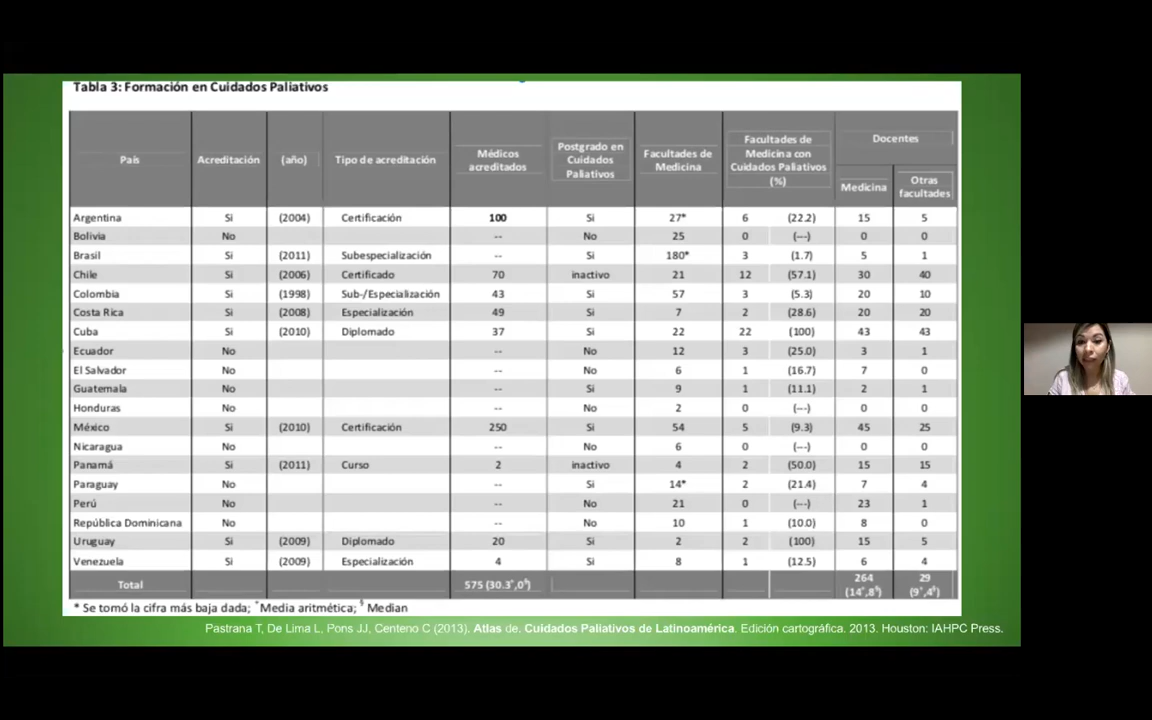 Tabla 3: Formación en Cuidados Paliativos
País Acreditación (año) Tipo de acreditación Médicos acreditados Postgrado en Cuidados Paliativos Facultades de Medicina Facultades de Medicina con Cuidados Paliativos (%) Docentes Medicina Otras facultades
Argentina Si (2004) Certificación 100 Si 27* 6 (22.2) 15 5
Bolivia No -- No 25 0 (---) 0 0
Brasil Si (2011) Subespecialización -- Si 180* 3 (1.7) 5 1
Chile Si (2006) Certificado 70 inactivo 21 12 (57.1) 30 40
Colombia Si (1998) Sub-/Especialización 43 Si 57 3 (5.3) 20 10
Costa Rica Si (2008) Especialización 49 Si 7 2 (28.6) 20 20
Cuba Si (2010) Diplomado 37 Si 22 22 (100) 43 43
Ecuador No -- No 12 3 (25.0) 3 1
El Salvador No -- No 6 1 (16.7) 7 0
Guatemala No -- Si 9 1 (11.1) 2 1
Honduras No -- No 2 0 (---) 0 0
México Si (2010) Certificación 250 Si 54 5 (9.3) 45 25
Nicaragua No -- No 6 0 (---) 0 0
Panamá Si (2011) Curso 2 inactivo 4 2 (50.0) 15 15
Paraguay No -- Si 14* 2 (21.4) 7 4
Perú No -- No 21 0 (---) 23 1
República Dominicana No -- No 10 1 (10.0) 8 0
Uruguay Si (2009) Diplomado 20 Si 2 2 (100) 15 5
Venezuela Si (2009) Especialización 4 Si 8 1 (12.5) 6 4
Total 575 (30.3⁺,0§) 264 (14⁺,8§) 29 (9⁺,4§)
* Se tomó la cifra más baja dada; ⁺Media aritmética; § Median
Pastrana T, De Lima L, Pons JJ, Centeno C (2013). Atlas de. Cuidados Paliativos de Latinoamérica. Edición cartográfica. 2013. Houston: IAHPC Press.